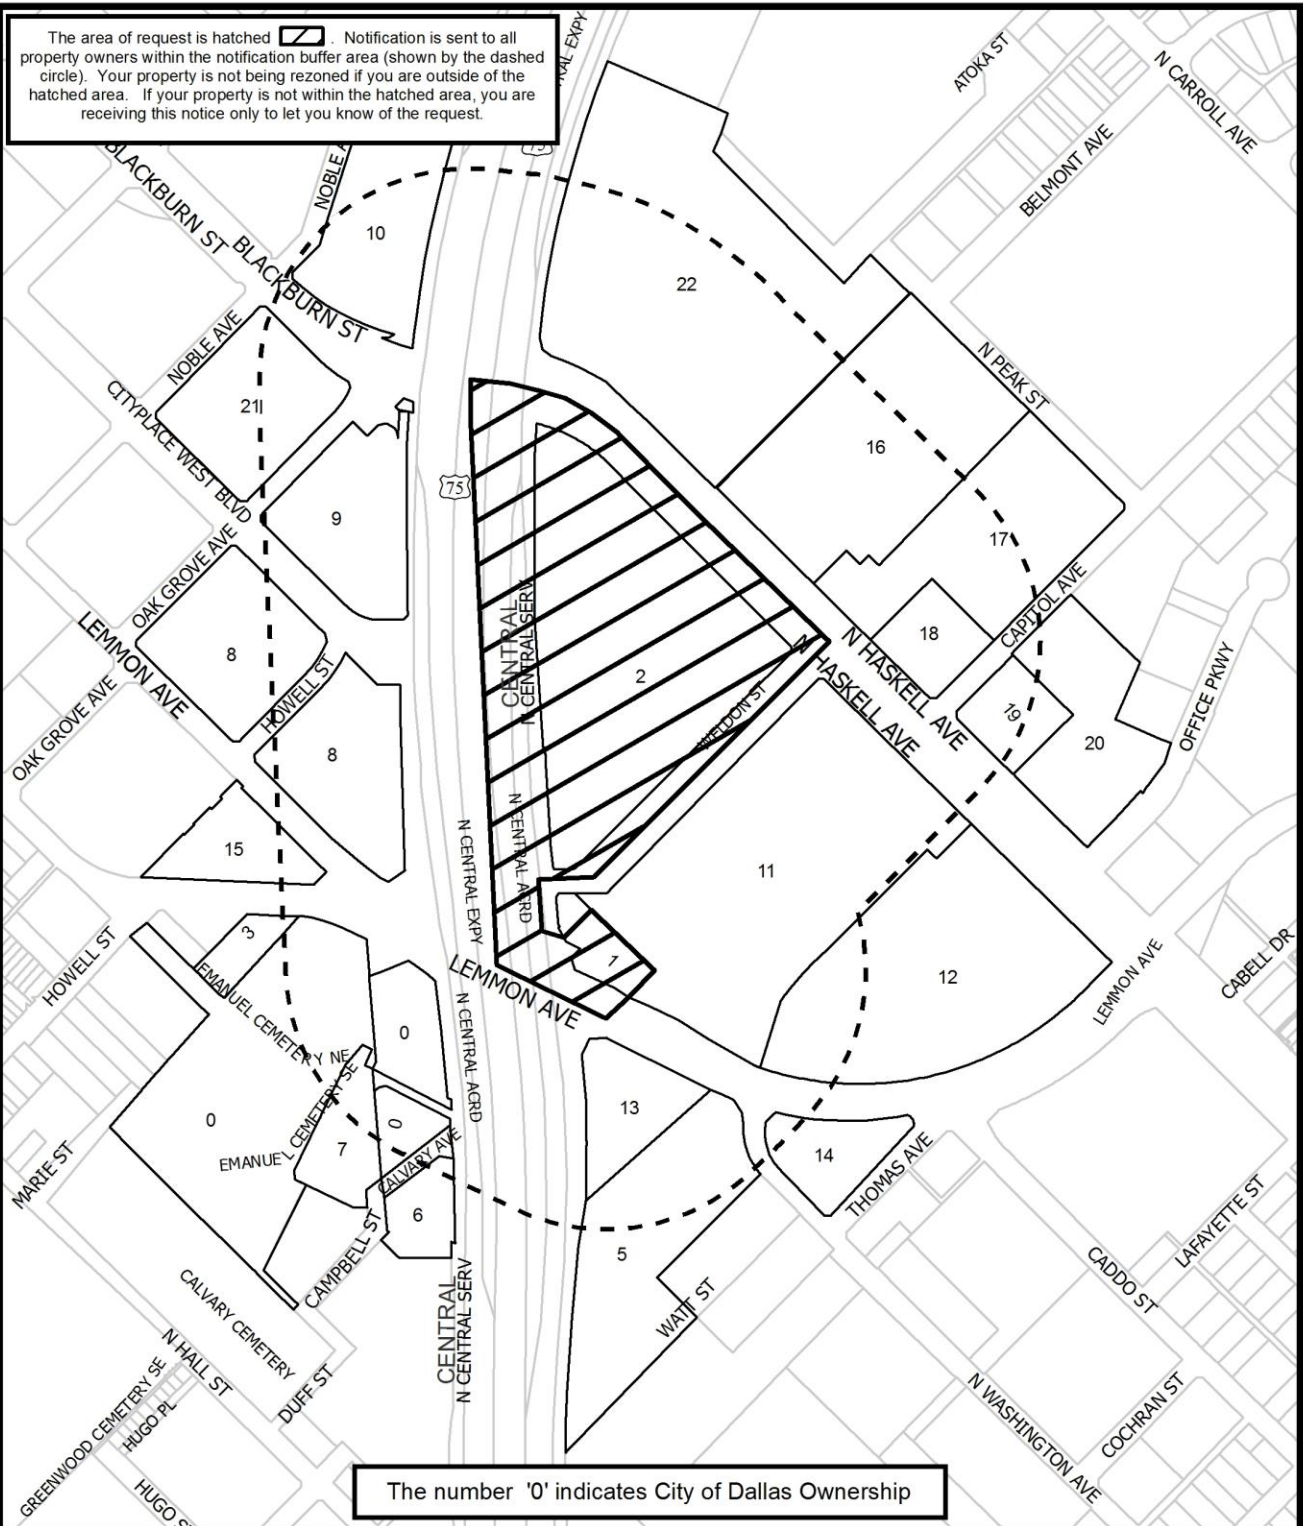 The area of request is hatched . Notification is sent to all
property owners within the notification buffer area (shown by the dashed
circle). Your property is not being rezoned if you are outside of the
hatched area. If your property is not within the hatched area, you are
receiving this notice only to let you know of the request.
ATOKA ST
N CARROLL AVE
BELMONT AVE
BLACKBURN ST
10
BLACKBURN ST
22
NOBLE AVE
N PEAK ST
CITYPLACE WEST BLVD
21
16
75
9
17
OAK GROVE AVE
CAPITOL AVE
LEMMON AVE
8
18
N HASKELL AVE
N HASKELL AVE
CENTRAL
N CENTRAL SERV
2
HOWELL ST
OAK GROVE AVE
WELDON ST
19
20
OFFICE PKWY
8
15
N CENTRAL EXPY
N CENTRAL ACRD
11
3
HOWELL ST
EMANUEL CEMETERY NE
LEMMON AVE
1
12
LEMMON AVE
CABELL DR
0
N CENTRAL ACRD
0
EMANUEL CEMETERY SE
7
0
CALVARY AVE
13
14
THOMAS AVE
MARIE ST
6
5
LAFAYETTE ST
CAMPBELL ST
CADDO ST
WATT ST
CALVARY CEMETERY
CENTRAL
N CENTRAL SERV
N HALL ST
DUFF ST
GREENWOOD CEMETERY SE
HUGO PL
N WASHINGTON AVE
COCHRAN ST
The number '0' indicates City of Dallas Ownership